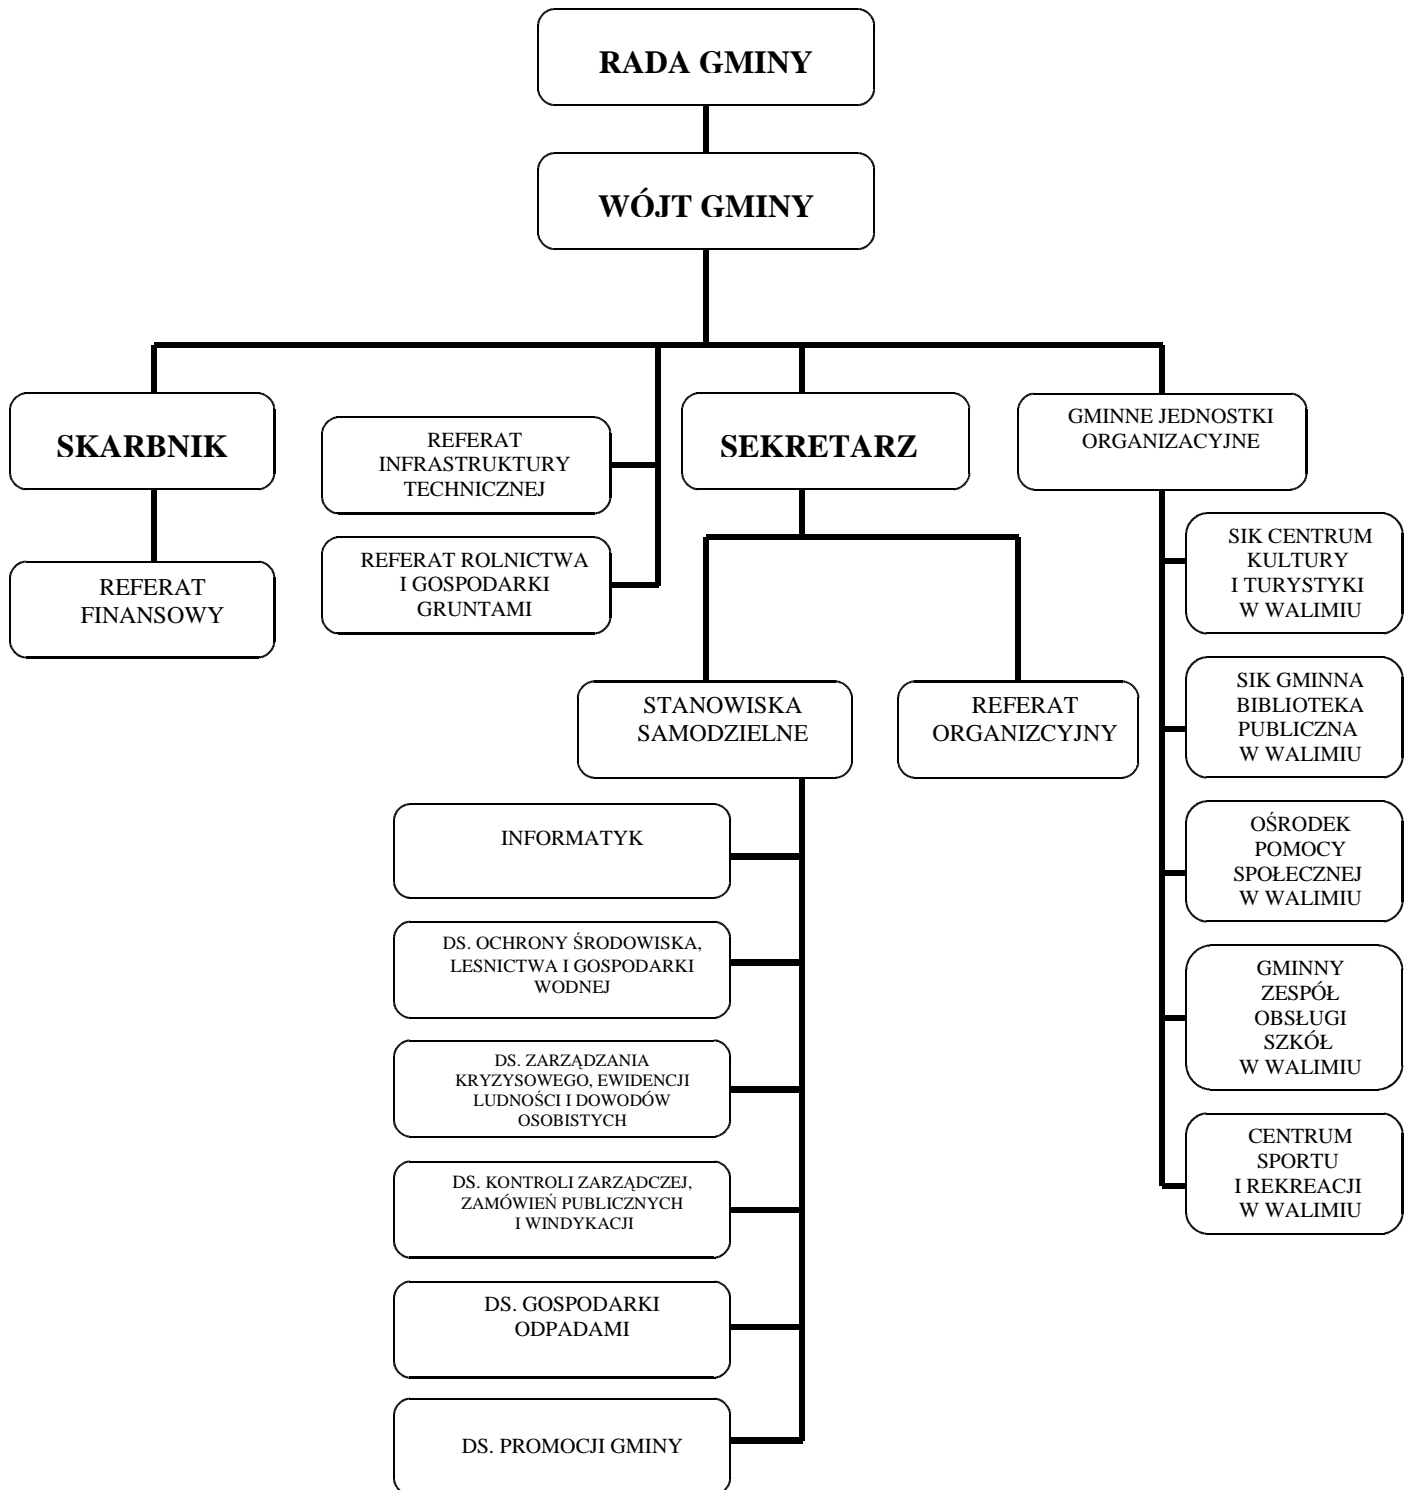 RADA GMINY
WÓJT GMINY
SKARBNIK
REFERAT
FINANSOWY
REFERAT
INFRASTRUKTURY
TECHNICZNEJ
REFERAT ROLNICTWA
I GOSPODARKI
GRUNTAMI
SEKRETARZ
STANOWISKA
SAMODZIELNE
REFERAT
ORGANIZCYJNY
INFORMATYK
DS. OCHRONY ŚRODOWISKA,
LESNICTWA I GOSPODARKI
WODNEJ
DS. ZARZĄDZANIA
KRYZYSOWEGO, EWIDENCJI
LUDNOŚCI I DOWODÓW
OSOBISTYCH
DS. KONTROLI ZARZĄDCZEJ,
ZAMÓWIEŃ PUBLICZNYCH
I WINDYKACJI
DS. GOSPODARKI
ODPADAMI
DS. PROMOCJI GMINY
GMINNE JEDNOSTKI
ORGANIZACYJNE
SIK CENTRUM
KULTURY
I TURYSTYKI
W WALIMIU
SIK GMINNA
BIBLIOTEKA
PUBLICZNA
W WALIMIU
OŚRODEK
POMOCY
SPOŁECZNEJ
W WALIMIU
GMINNY
ZESPÓŁ
OBSŁUGI
SZKÓŁ
W WALIMIU
CENTRUM
SPORTU
I REKREACJI
W WALIMIU